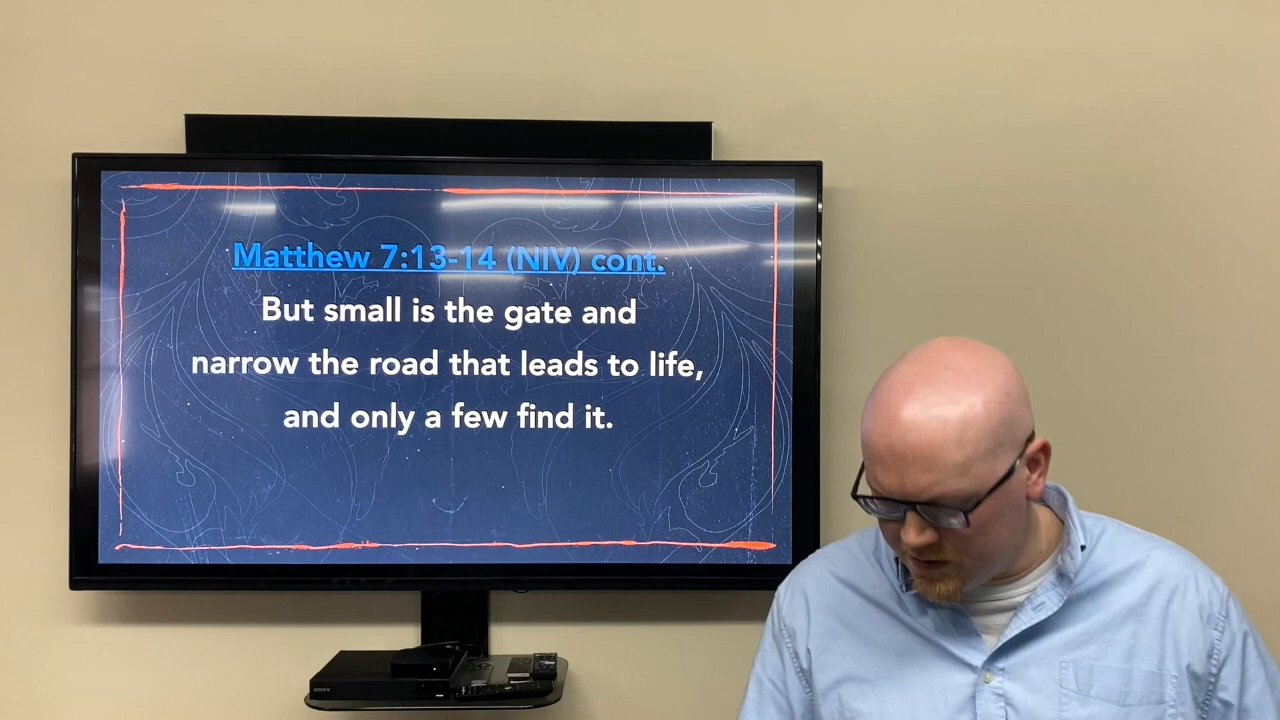 Matthew 7:13-14 (NIV) cont.
But small is the gate and
narrow the road that leads to life,
and only a few find it.
SONY